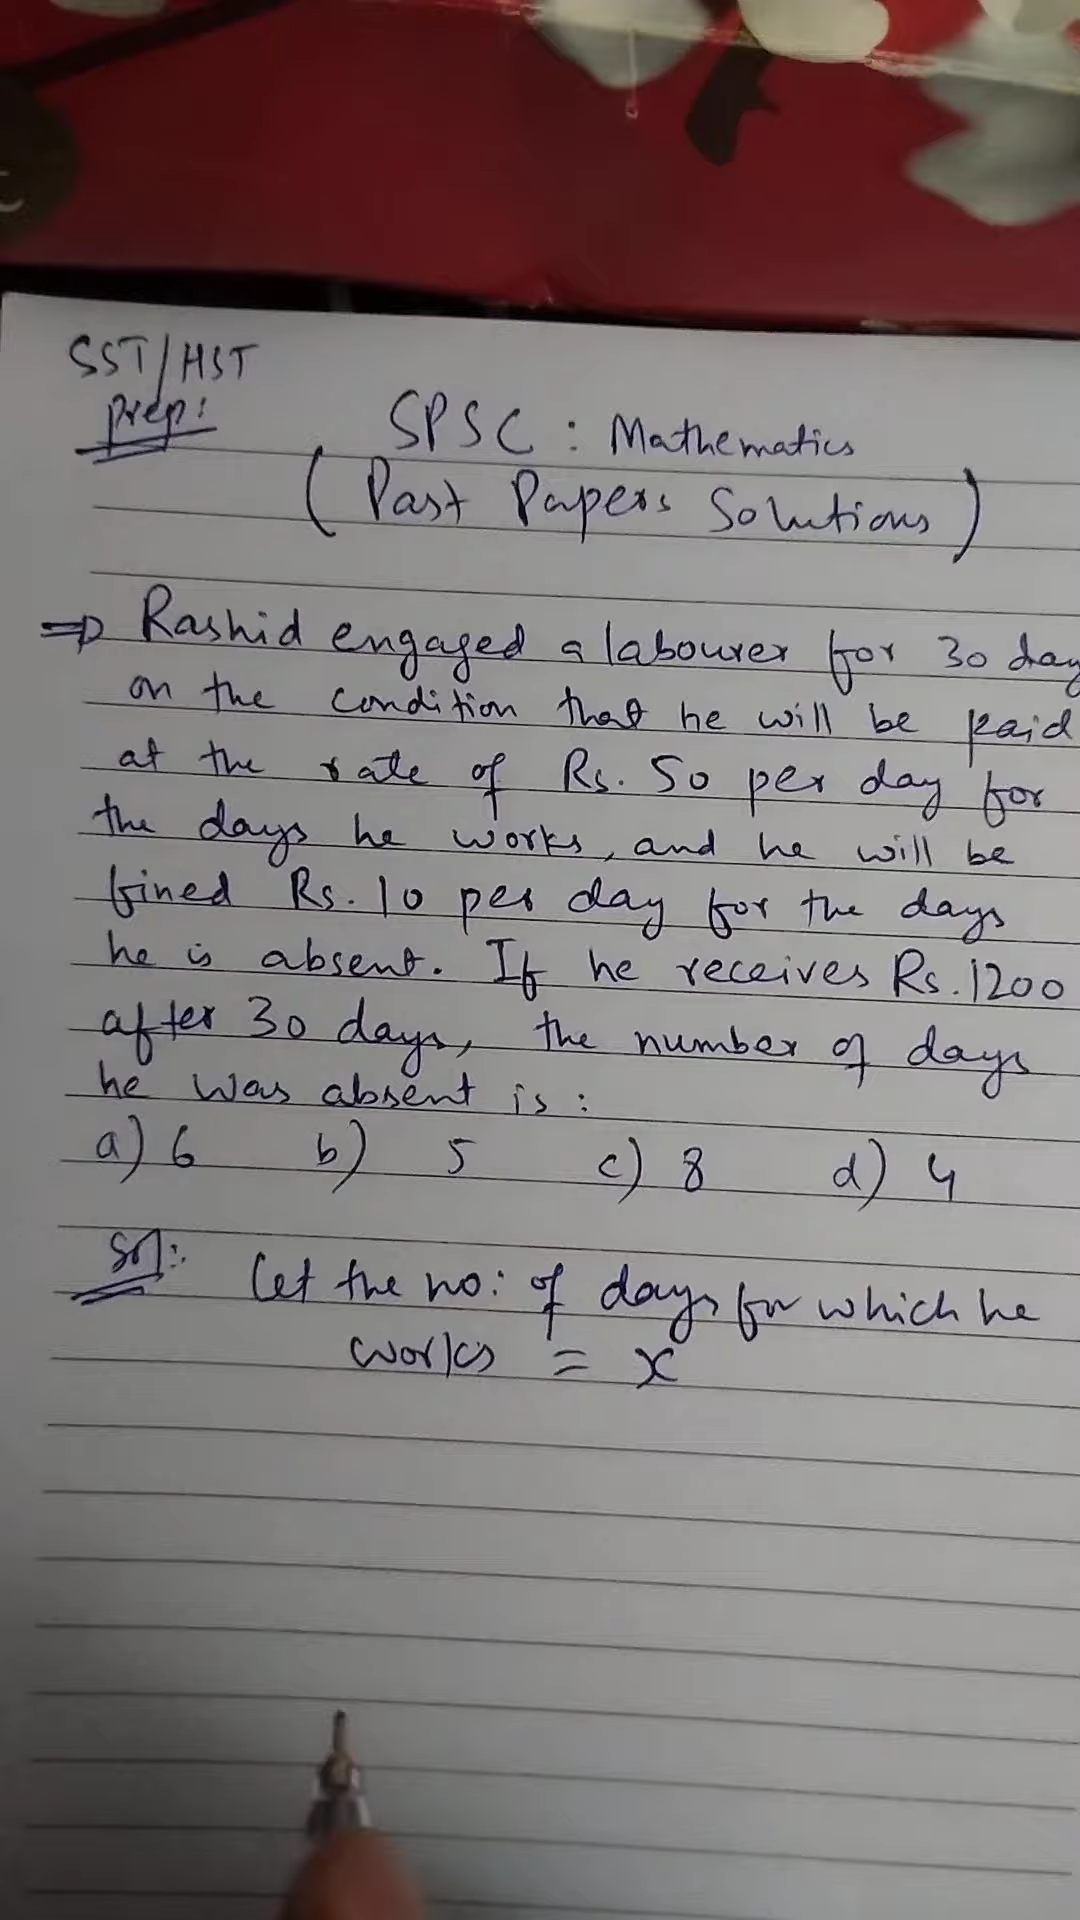 SST/HST
Prep:
SPSC: Mathematics
(Past Papers Solutions)
⇒ Rashid engaged a labourer for 30 day
on the condition that he will be paid
at the rate of Rs. 50 per day for
the days he works, and he will be
fined Rs. 10 per day for the days
he is absent. If he receives Rs. 1200
after 30 days, the number of days
he was absent is:
a) 6 b) 5 c) 8 d) 4
Sol: Let the no: of days for which he
works = x